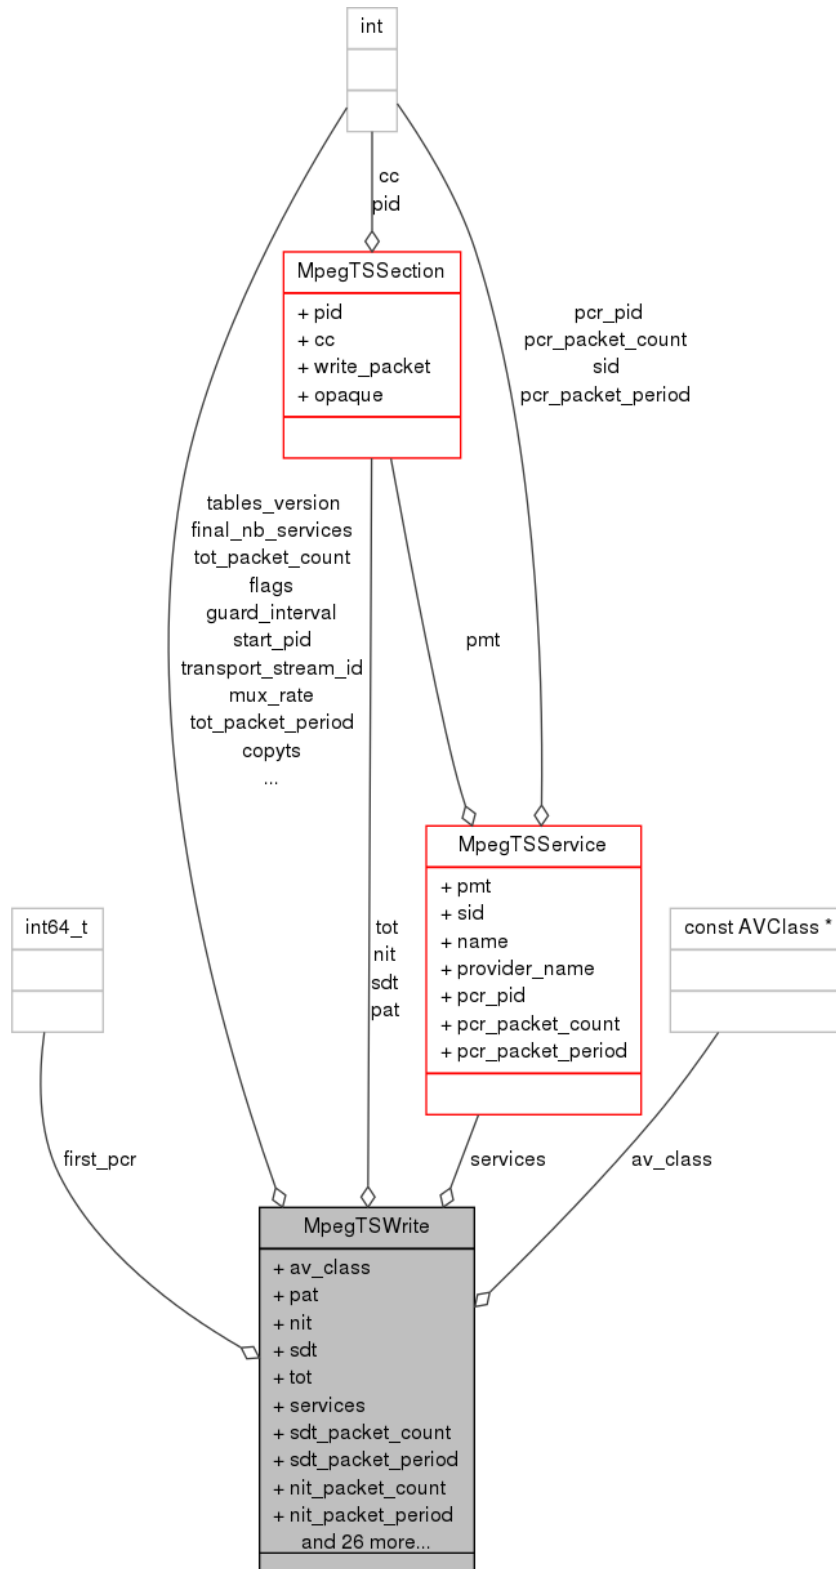 int
cc
pid
MpegTSSection
+ pid
+ cc
+ write_packet
+ opaque
pcr_pid
pcr_packet_count
sid
pcr_packet_period
tables_version
final_nb_services
tot_packet_count
flags
guard_interval
start_pid
transport_stream_id
mux_rate
tot_packet_period
copyts
...
pmt
MpegTSService
+ pmt
+ sid
+ name
+ provider_name
+ pcr_pid
+ pcr_packet_count
+ pcr_packet_period
int64_t
tot
nit
sdt
pat
const AVClass *
first_pcr
services
av_class
MpegTSWrite
+ av_class
+ pat
+ nit
+ sdt
+ tot
+ services
+ sdt_packet_count
+ sdt_packet_period
+ nit_packet_count
+ nit_packet_period
and 26 more...